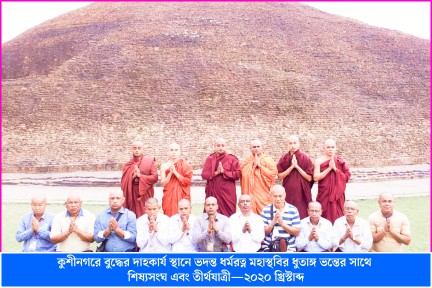 কুশীনগরে বুদ্ধের দাহকার্য স্থানে ভদন্ত ধর্মরত্ন মহাস্থবির ধুতাঙ্গ ভন্তের সাথে
শিষ্যসংঘ এবং তীর্থযাত্রী—২০২০ খ্রিস্টাব্দ